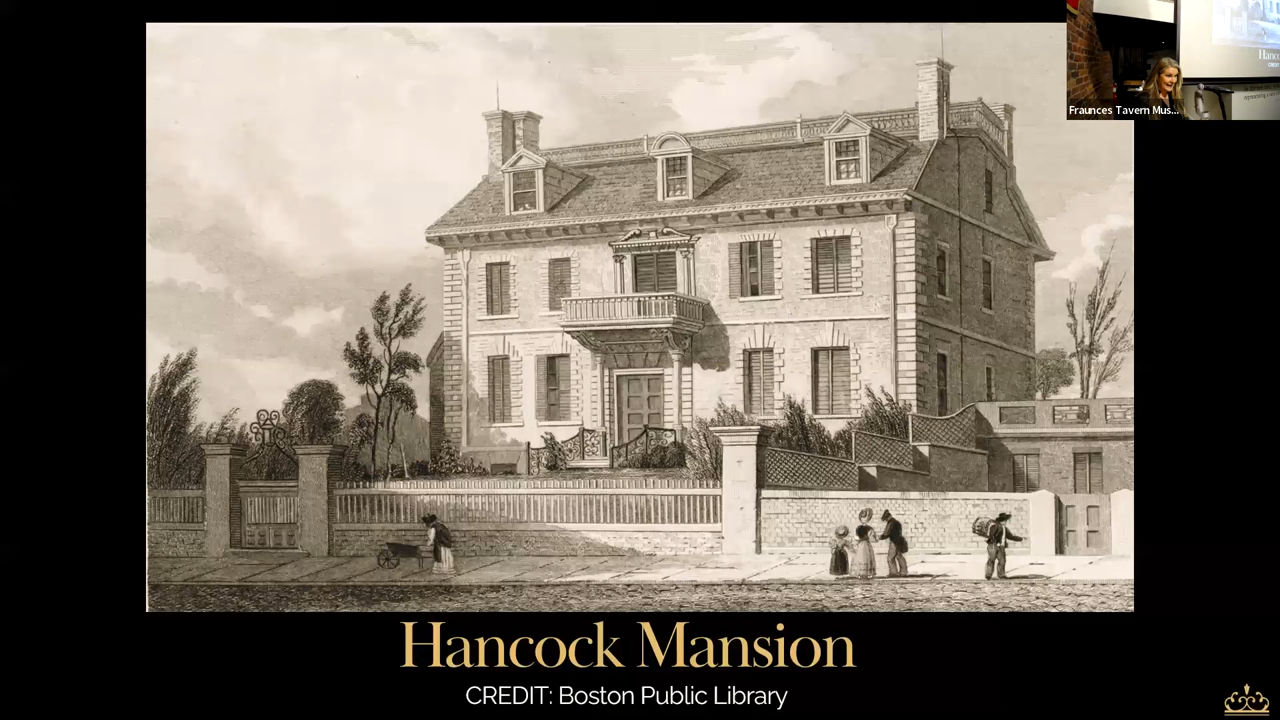 Fraunces Tavern Mus...
Hancock Mansion
CREDIT: Boston Public Library